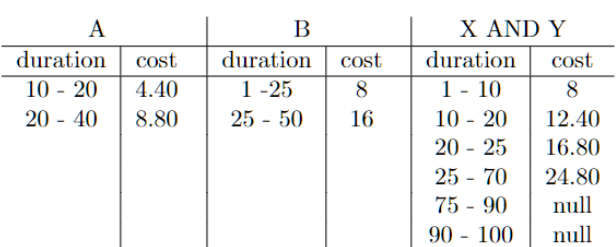 A B X AND Y
duration cost duration cost duration cost
10 - 20 4.40 1 -25 8 1 - 10 8
20 - 40 8.80 25 - 50 16 10 - 20 12.40
20 - 25 16.80
25 - 70 24.80
75 - 90 null
90 - 100 null